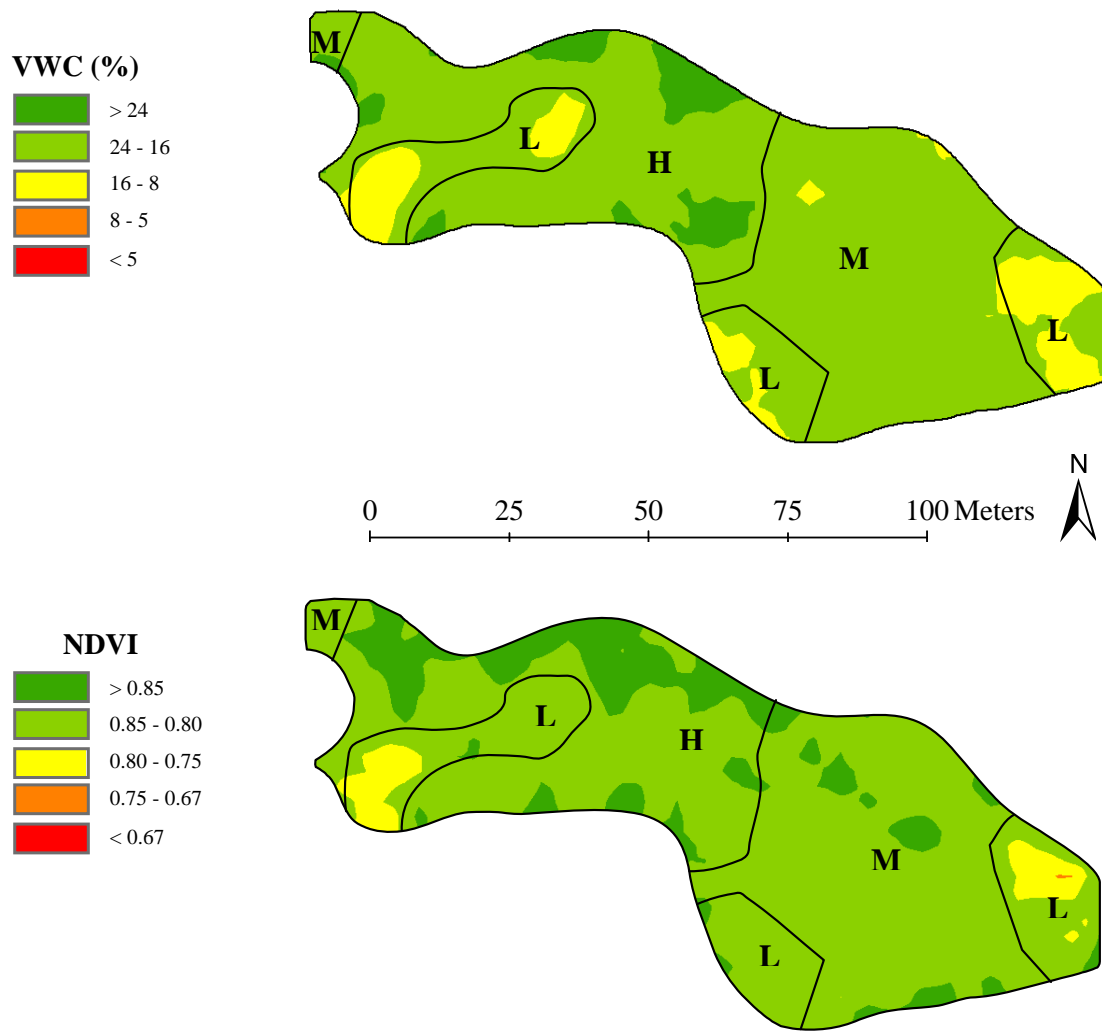 M
VWC (%)
> 24
24 - 16
16 - 8
8 - 5
< 5
L
H
M
L
L
N
0 25 50 75 100 Meters
M
NDVI
> 0.85
0.85 - 0.80
0.80 - 0.75
0.75 - 0.67
< 0.67
L
H
M
L
L